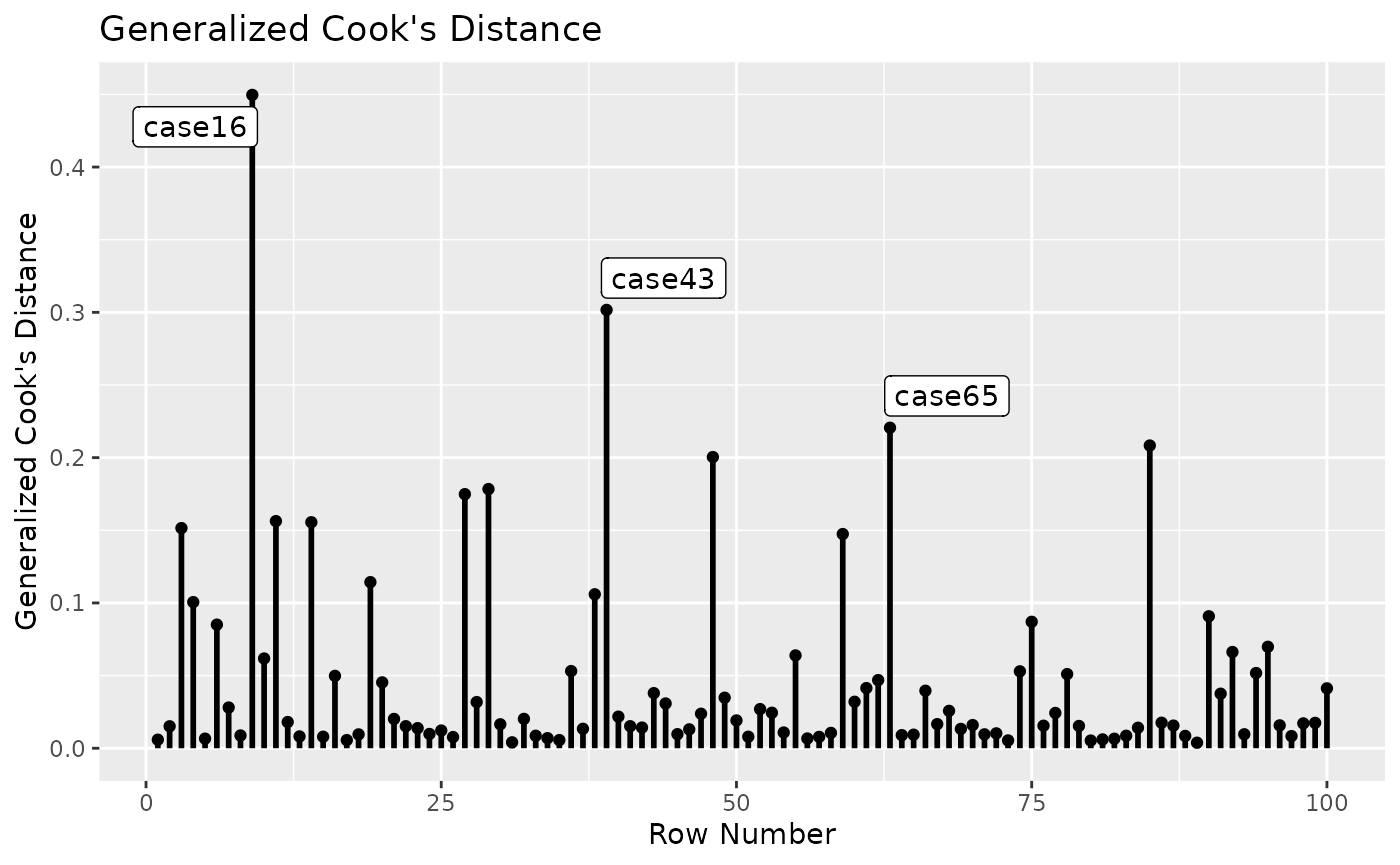 Generalized Cook's Distance
Generalized Cook's Distance
case16
case43
case65
0.4
0.3
0.2
0.1
0.0
0 25 50 75 100
Row Number